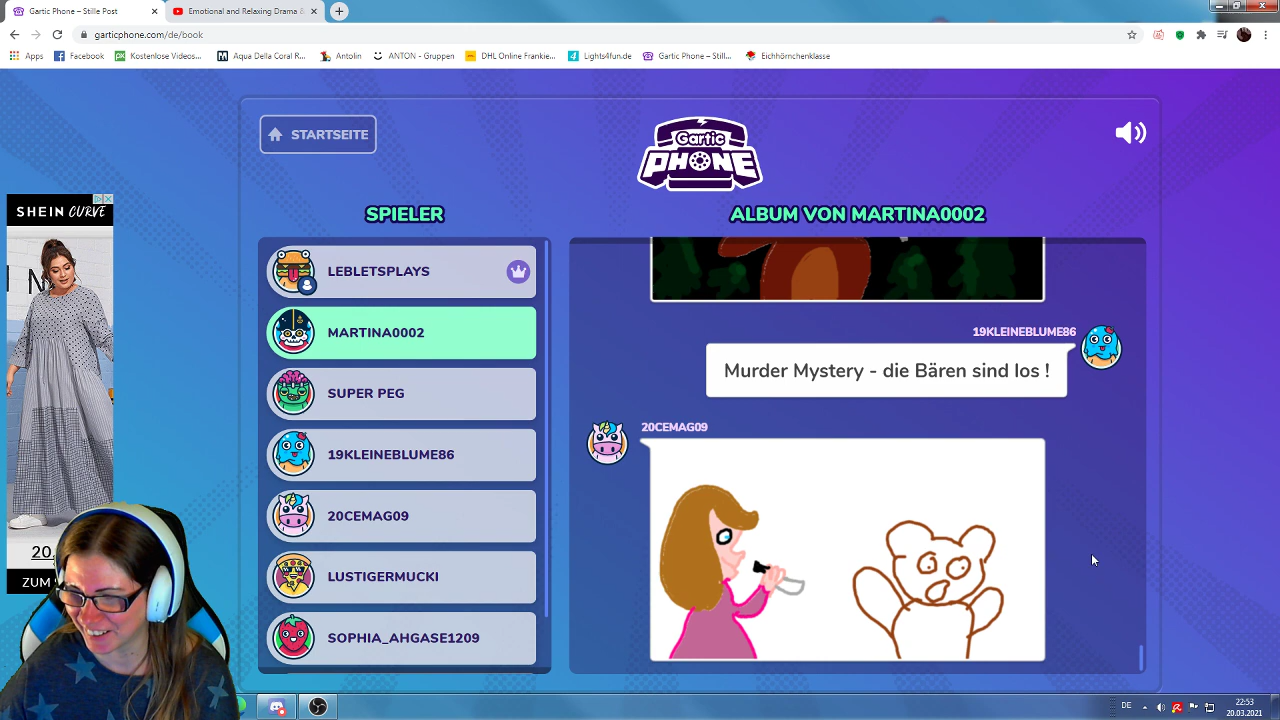 Gartic Phone – Stille Post
Emotional and Relaxing Drama &
garticphone.com/de/book
Apps
Facebook
Kostenlose Videos...
Aqua Della Coral R...
Antolin
ANTON - Gruppen
DHL Online Frankie...
Lights4fun.de
Gartic Phone – Still...
Eichhörnchenklasse
STARTSEITE
Gartic
PHONE
SHEIN CURVE
SPIELER
ALBUM VON MARTINA0002
LEBLETSPLAYS
MARTINA0002
SUPER PEG
19KLEINEBLUME86
20CEMAG09
LUSTIGERMUCKI
SOPHIA_AHGASE1209
19KLEINEBLUME86
Murder Mystery - die Bären sind los !
20CEMAG09
20
ZUM
DE
22:53
20.03.2021